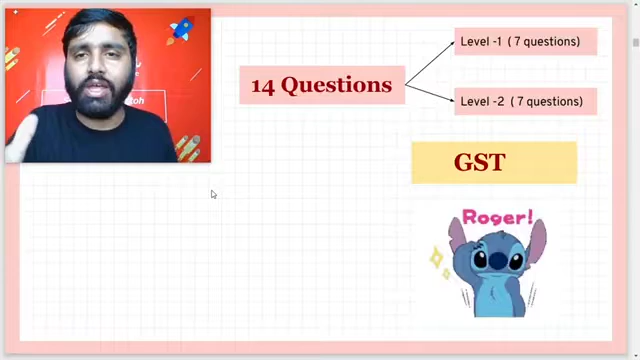 14 Questions
Level -1 ( 7 questions)
Level -2 ( 7 questions)
GST
Roger!